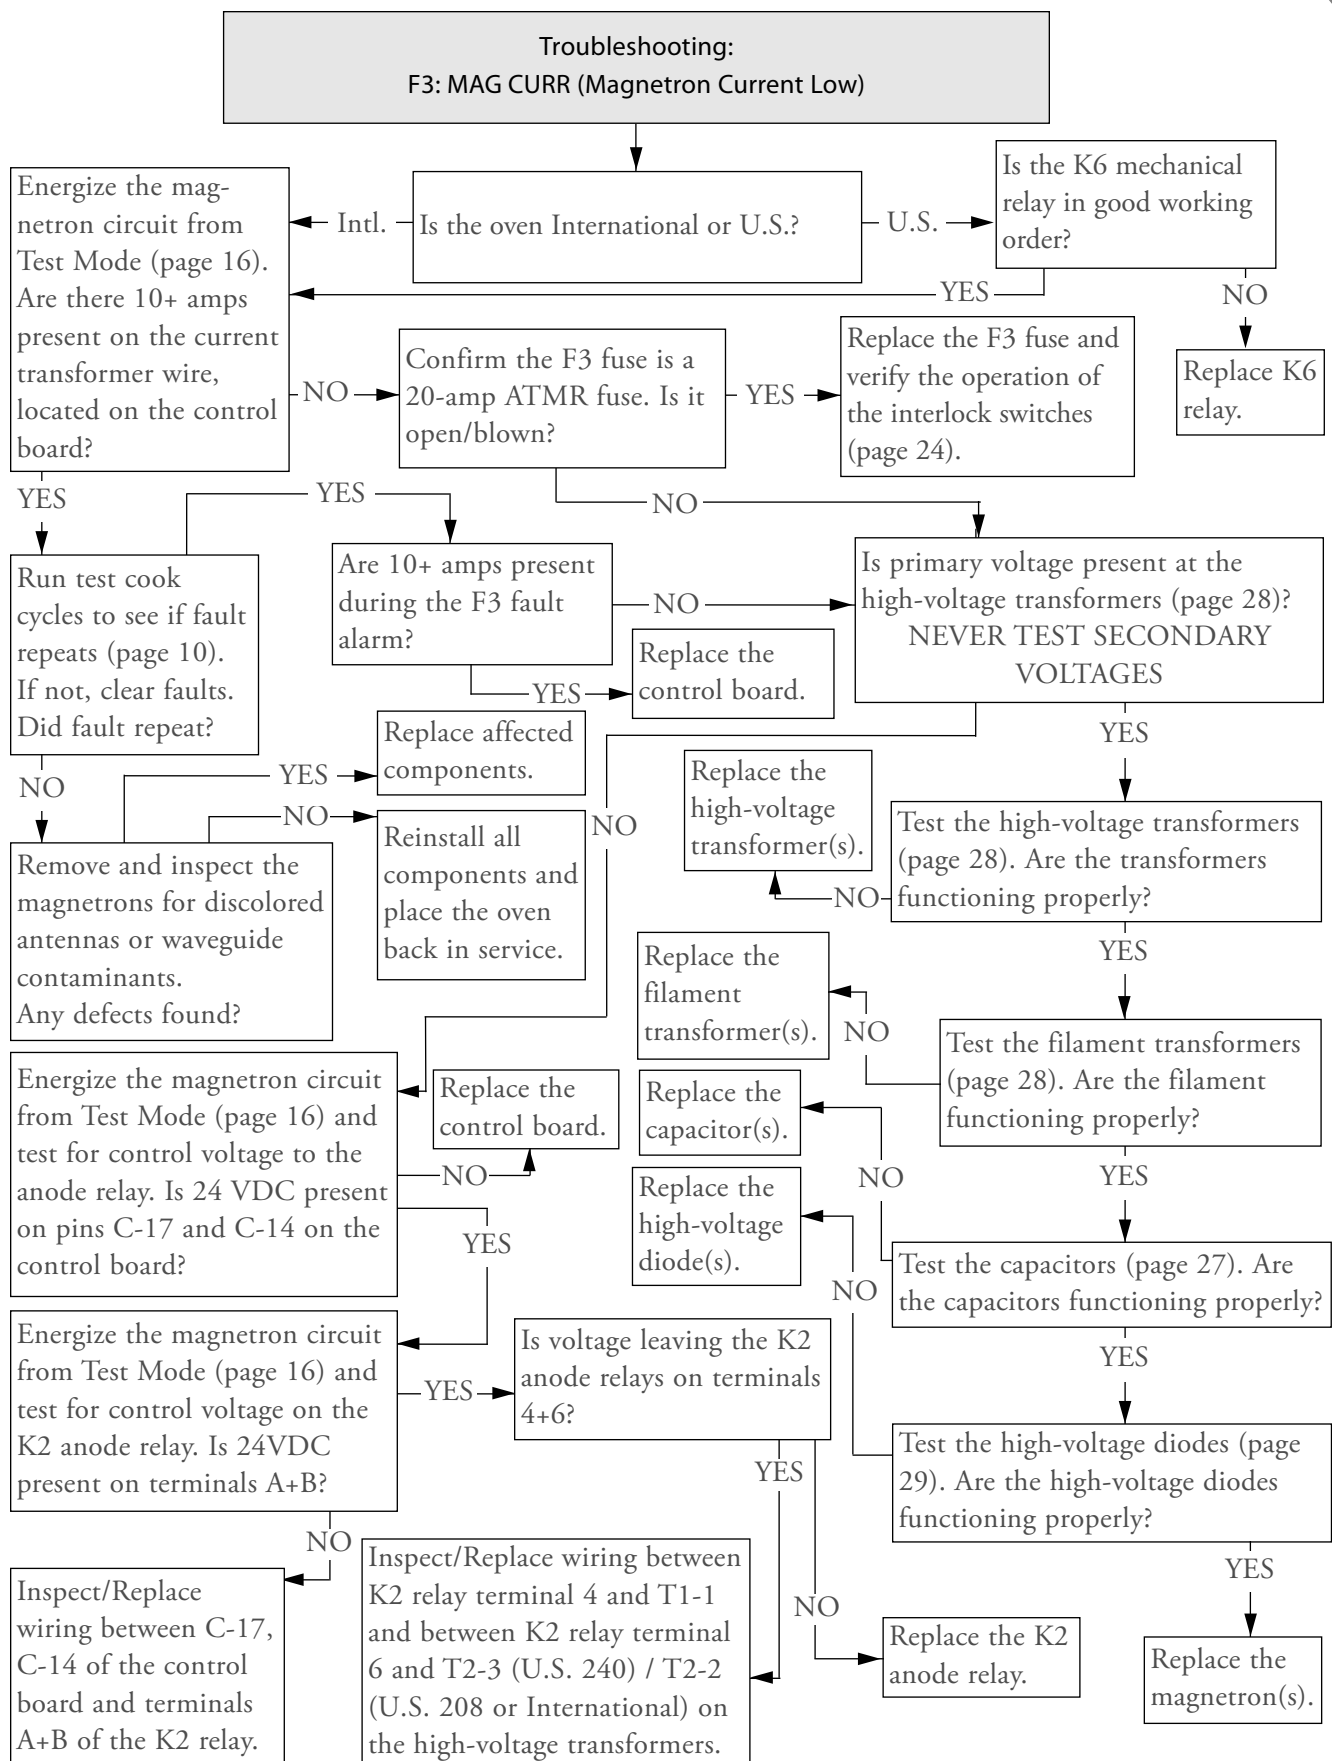 Troubleshooting:
F3: MAG CURR (Magnetron Current Low)
Is the oven International or U.S.?
Intl.
U.S.
Is the K6 mechanical
relay in good working
order?
YES
NO
Replace K6
relay.
Energize the mag-
netron circuit from
Test Mode (page 16).
Are there 10+ amps
present on the current
transformer wire,
located on the control
board?
NO
YES
Confirm the F3 fuse is a
20-amp ATMR fuse. Is it
open/blown?
YES
NO
Replace the F3 fuse and
verify the operation of
the interlock switches
(page 24).
Run test cook
cycles to see if fault
repeats (page 10).
If not, clear faults.
Did fault repeat?
YES
NO
Are 10+ amps present
during the F3 fault
alarm?
NO
YES
Replace the
control board.
Is primary voltage present at the
high-voltage transformers (page 28)?
NEVER TEST SECONDARY
VOLTAGES
YES
NO
Remove and inspect the
magnetrons for discolored
antennas or waveguide
contaminants.
Any defects found?
YES
NO
Replace affected
components.
Reinstall all
components and
place the oven
back in service.
Test the high-voltage transformers
(page 28). Are the transformers
functioning properly?
NO
YES
Replace the
high-voltage
transformer(s).
Test the filament transformers
(page 28). Are the filament
functioning properly?
NO
YES
Replace the
filament
transformer(s).
Test the capacitors (page 27). Are
the capacitors functioning properly?
NO
YES
Replace the
capacitor(s).
Test the high-voltage diodes (page
29). Are the high-voltage diodes
functioning properly?
NO
YES
Replace the
high-voltage
diode(s).
Replace the
magnetron(s).
Energize the magnetron circuit
from Test Mode (page 16) and
test for control voltage to the
anode relay. Is 24 VDC present
on pins C-17 and C-14 on the
control board?
NO
YES
Replace the
control board.
Energize the magnetron circuit
from Test Mode (page 16) and
test for control voltage on the
K2 anode relay. Is 24VDC
present on terminals A+B?
YES
NO
Is voltage leaving the K2
anode relays on terminals
4+6?
YES
NO
Inspect/Replace
wiring between C-17,
C-14 of the control
board and terminals
A+B of the K2 relay.
Inspect/Replace wiring between
K2 relay terminal 4 and T1-1
and between K2 relay terminal
6 and T2-3 (U.S. 240) / T2-2
(U.S. 208 or International) on
the high-voltage transformers.
Replace the K2
anode relay.